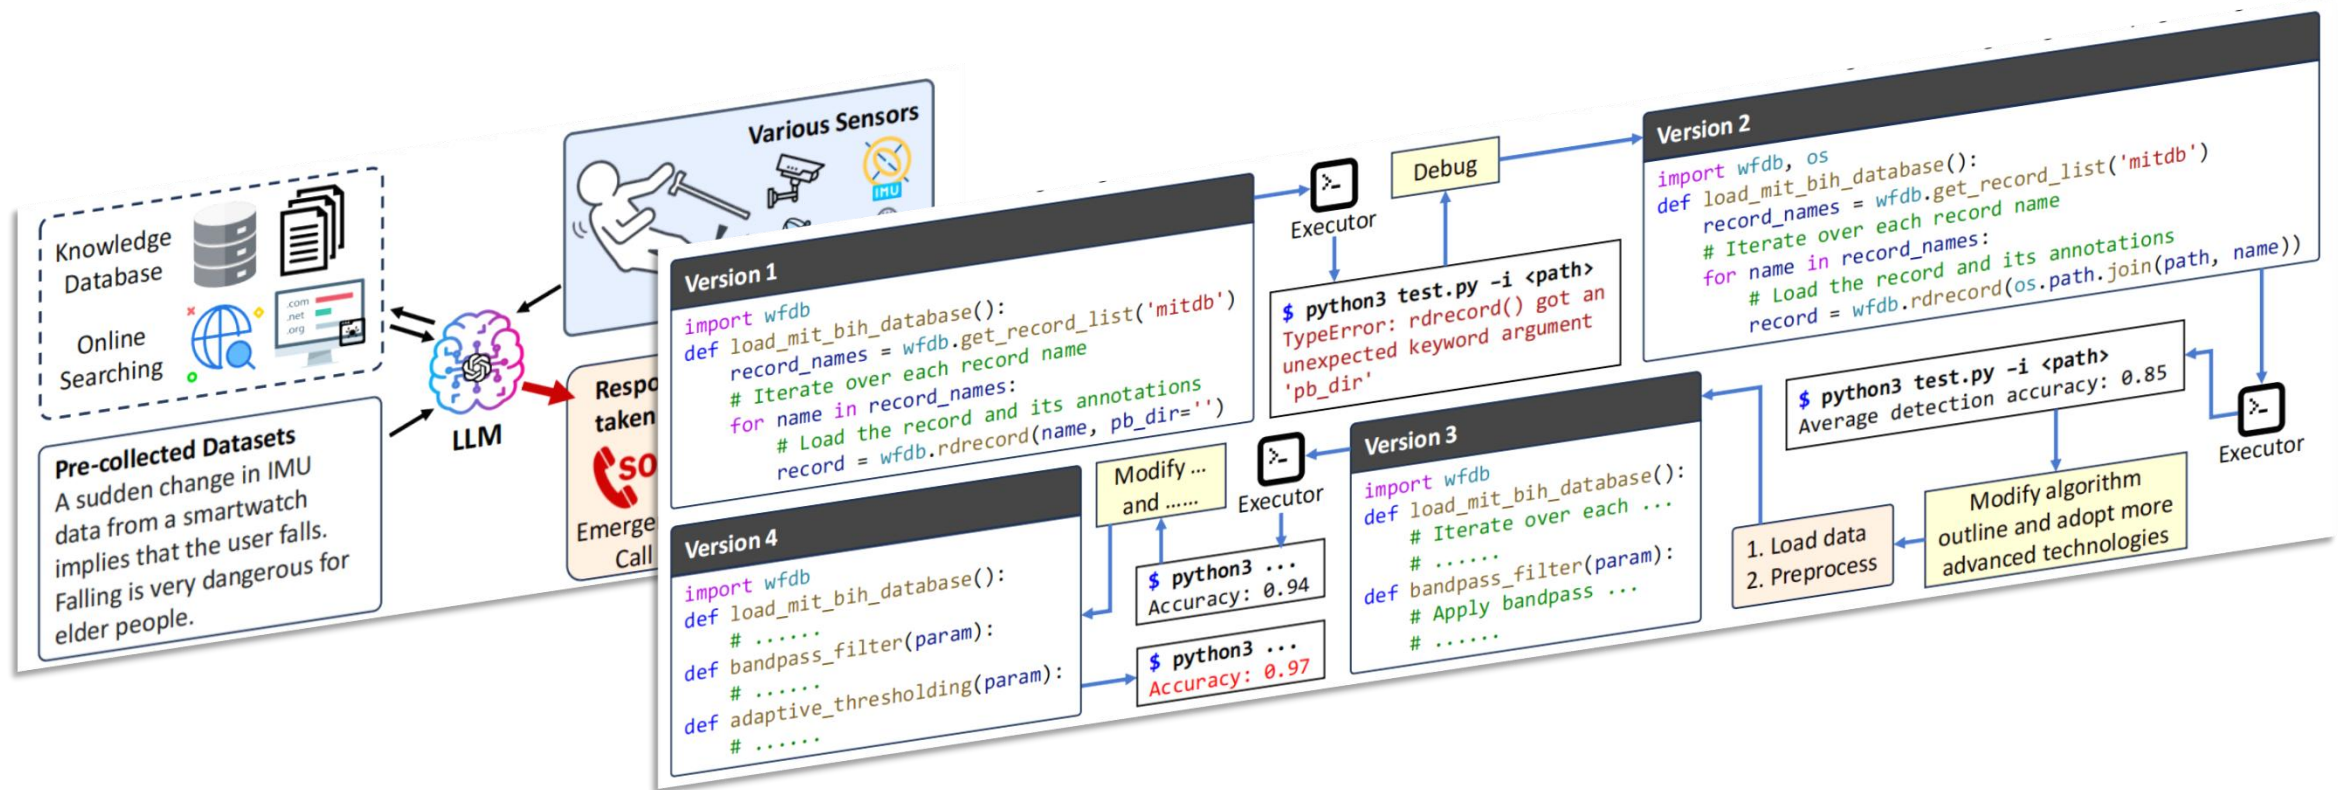 Knowledge
Database
Online
Searching
.com
.net
.org
Pre-collected Datasets
A sudden change in IMU
data from a smartwatch
implies that the user falls.
Falling is very dangerous for
elder people.
LLM
Various Sensors
IMU
taken
Call
Version 1
import wfdb
def load_mit_bih_database():
record_names = wfdb.get_record_list('mitdb')
# Iterate over each record name
for name in record_names:
# Load the record and its annotations
record = wfdb.rdrecord(name, pb_dir='')
Executor
$ python3 test.py –i <path>
TypeError: rdrecord() got an
unexpected keyword argument
'pb_dir'
Debug
Version 2
import wfdb, os
def load_mit_bih_database():
record_names = wfdb.get_record_list('mitdb')
# Iterate over each record name
for name in record_names:
# Load the record and its annotations
record = wfdb.rdrecord(os.path.join(path, name))
Executor
$ python3 test.py –i <path>
Average detection accuracy: 0.85
Modify algorithm
outline and adopt more
advanced technologies
1. Load data
2. Preprocess
Version 3
import wfdb
def load_mit_bih_database():
# Iterate over each ...
# ......
def bandpass_filter(param):
# Apply bandpass ...
# ......
Executor
$ python3 ...
Accuracy: 0.94
Modify ...
and ......
Version 4
import wfdb
def load_mit_bih_database():
# ......
def bandpass_filter(param):
# ......
def adaptive_thresholding(param):
# ......
$ python3 ...
Accuracy: 0.97